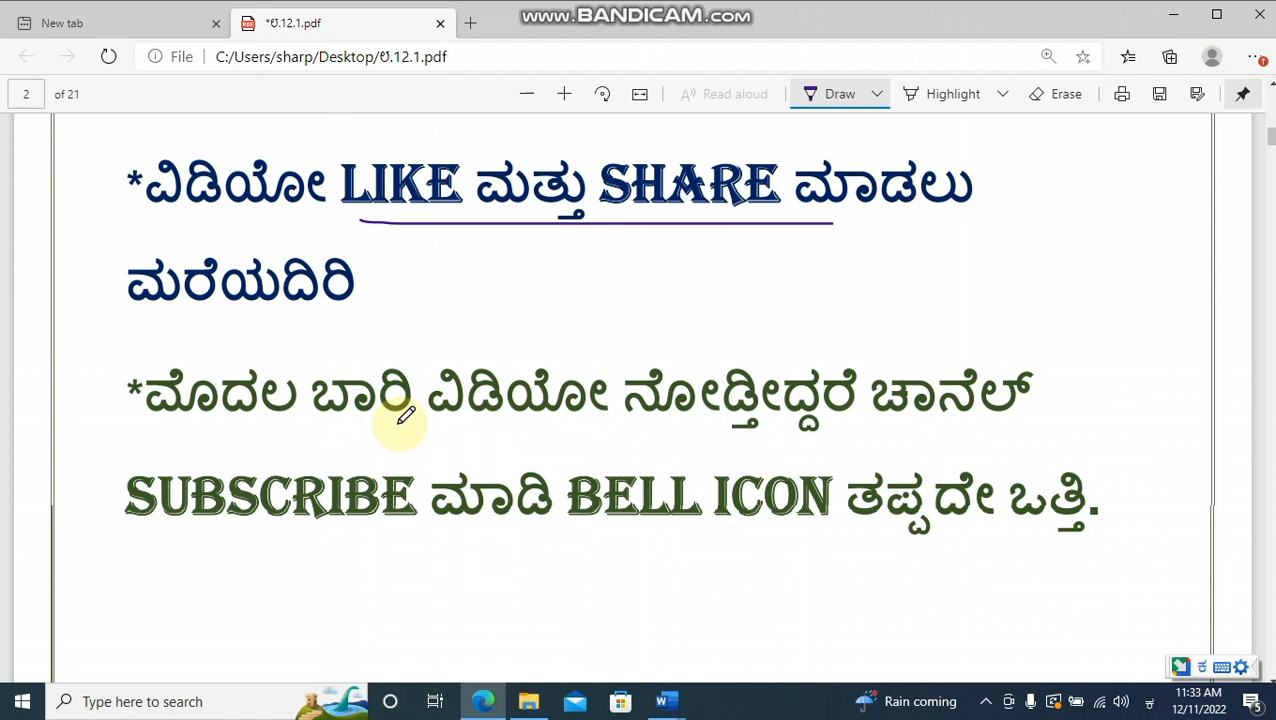 www.BANDICAM.com
New tab
*ಲೆ.12.1.pdf
File C:/Users/sharp/Desktop/ಲೆ.12.1.pdf
2 of 21 Read aloud Draw Highlight Erase
*ವಿಡಿಯೋ LIKE ಮತ್ತು SHARE ಮಾಡಲು
ಮರೆಯದಿರಿ
*ಮೊದಲ ಬಾರಿ ವಿಡಿಯೋ ನೋಡ್ತೀದ್ದರೆ ಚಾನೆಲ್
SUBSCRIBE ಮಾಡಿ BELL ICON ತಪ್ಪದೇ ಒತ್ತಿ.
Type here to search
Rain coming
11:33 AM
12/11/2022
5